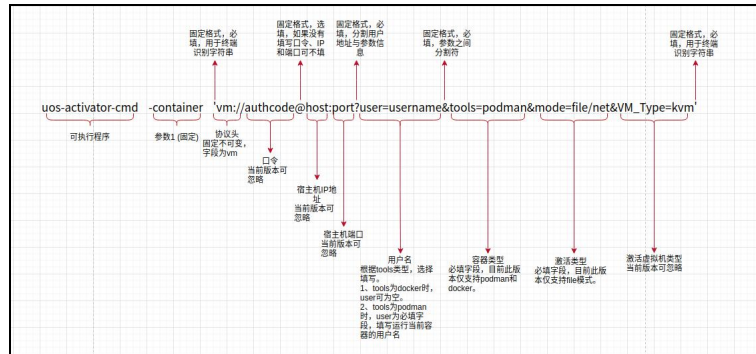 固定格式，必
填，用于终端
识别字符串
固定格式，选
填，如果没有
填写口令、IP
和端口可不填
固定格式，必
填，分割用户
地址与参数信
息
固定格式，必
填，参数之间
分割符
固定格式，必
填，用于终端
识别字符串
uos-activator-cmd -container 'vm://authcode@host:port?user=username&tools=podman&mode=file/net&VM_Type=kvm'
可执行程序
参数1 (固定)
协议头
固定不可变，
字段为vm
口令
当前版本可
忽略
宿主机IP地
址
当前版本可
忽略
宿主机端口
当前版本可
忽略
用户名
根据tools类型，选择
填写。
1、tools为docker时，
user可为空。
2、tools为podman
时，user为必填字
段，填写运行当前容
器的用户名
容器类型
必填字段，目前此版
本仅支持podman和
docker。
激活类型
必填字段，目前此版
本仅支持file模式。
激活虚拟机类型
当前版本可忽略